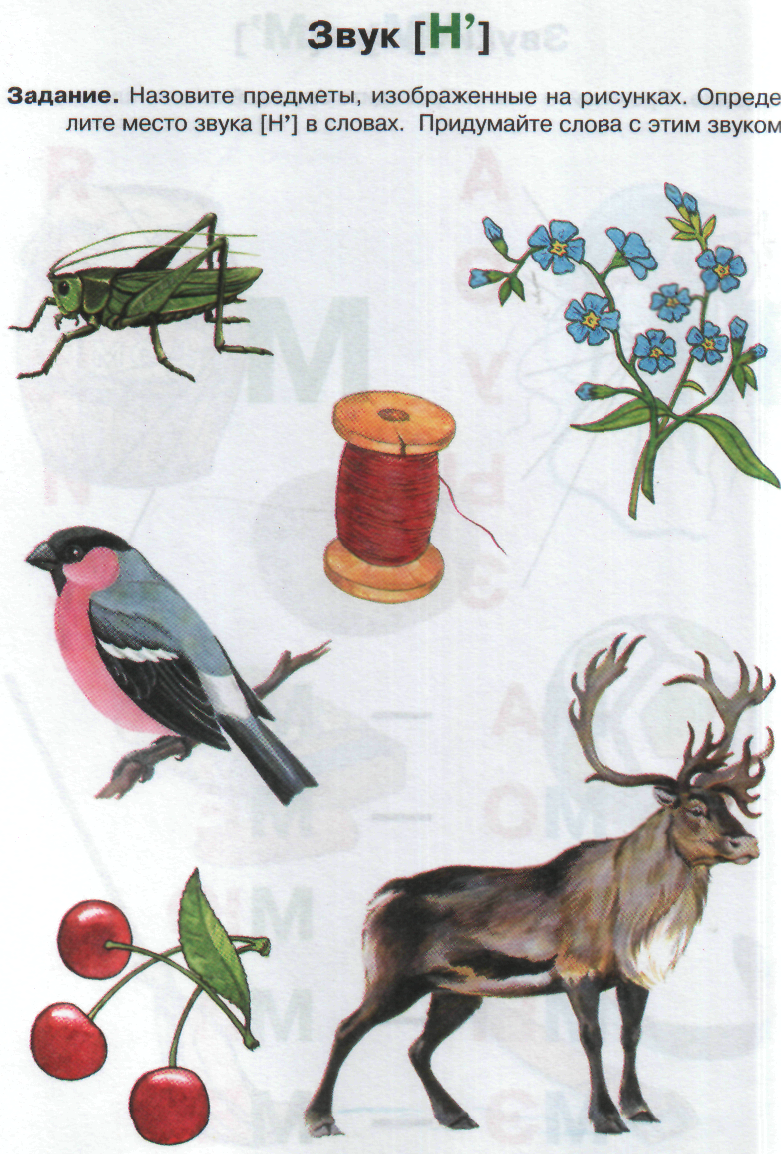 Звук [Н’]
Задание. Назовите предметы, изображенные на рисунках. Опреде
лите место звука [Н’] в словах. Придумайте слова с этим звуком